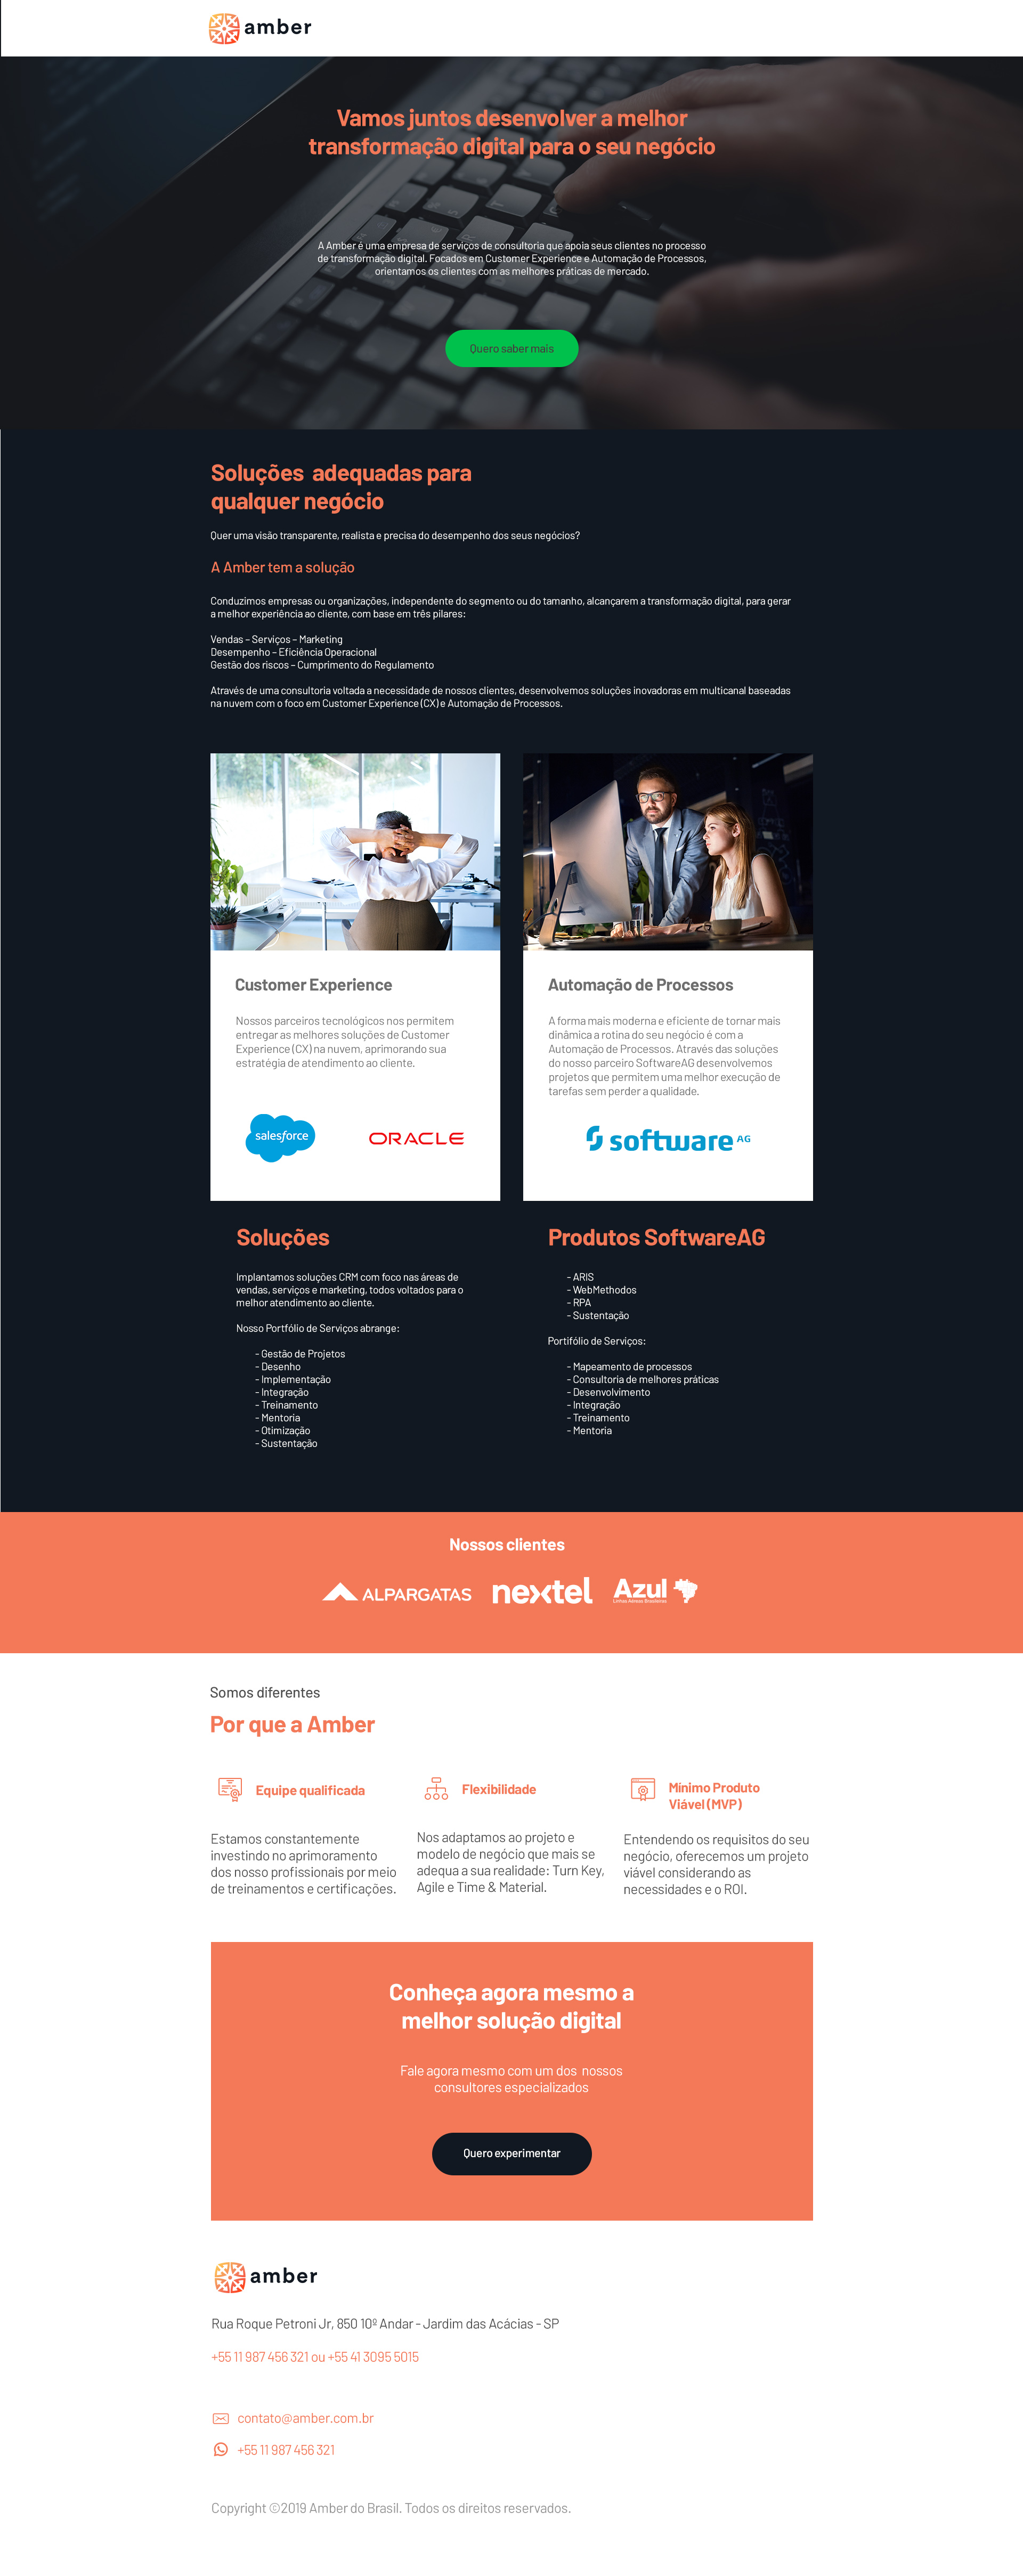 amber
Vamos juntos desenvolver a melhor
transformação digital para o seu negócio
A Amber é uma empresa de serviços de consultoria que apoia seus clientes no processo
de transformação digital. Focados em Customer Experience e Automação de Processos,
orientamos os clientes com as melhores práticas de mercado.
Quero saber mais
Soluções  adequadas para
qualquer negócio
Quer uma visão transparente, realista e precisa do desempenho dos seus negócios?
A Amber tem a solução
Conduzimos empresas ou organizações, independente do segmento ou do tamanho, alcançarem a transformação digital, para gerar
a melhor experiência ao cliente, com base em três pilares:
Vendas – Serviços – Marketing
Desempenho – Eficiência Operacional
Gestão dos riscos – Cumprimento do Regulamento
Através de uma consultoria voltada a necessidade de nossos clientes, desenvolvemos soluções inovadoras em multicanal baseadas
na nuvem com o foco em Customer Experience (CX) e Automação de Processos.
Customer Experience
Nossos parceiros tecnológicos nos permitem
entregar as melhores soluções de Customer
Experience (CX) na nuvem, aprimorando sua
estratégia de atendimento ao cliente.
salesforce
ORACLE
Automação de Processos
A forma mais moderna e eficiente de tornar mais
dinâmica a rotina do seu negócio é com a
Automação de Processos. Através das soluções
do nosso parceiro SoftwareAG desenvolvemos
projetos que permitem uma melhor execução de
tarefas sem perder a qualidade.
software AG
Soluções
Implantamos soluções CRM com foco nas áreas de
vendas, serviços e marketing, todos voltados para o
melhor atendimento ao cliente.
Nosso Portfólio de Serviços abrange:
- Gestão de Projetos
- Desenho
- Implementação
- Integração
- Treinamento
- Mentoria
- Otimização
- Sustentação
Produtos SoftwareAG
- ARIS
- WebMethodos
- RPA
- Sustentação
Portifólio de Serviços:
- Mapeamento de processos
- Consultoria de melhores práticas
- Desenvolvimento
- Integração
- Treinamento
- Mentoria
Nossos clientes
ALPARGATAS
nextel
Azul
Linhas Aéreas Brasileiras
Somos diferentes
Por que a Amber
Equipe qualificada
Estamos constantemente
investindo no aprimoramento
dos nosso profissionais por meio
de treinamentos e certificações.
Flexibilidade
Nos adaptamos ao projeto e
modelo de negócio que mais se
adequa a sua realidade: Turn Key,
Agile e Time & Material.
Mínimo Produto
Viável (MVP)
Entendendo os requisitos do seu
negócio, oferecemos um projeto
viável considerando as
necessidades e o ROI.
Conheça agora mesmo a
melhor solução digital
Fale agora mesmo com um dos  nossos
consultores especializados
Quero experimentar
amber
Rua Roque Petroni Jr, 850 10º Andar - Jardim das Acácias - SP
+55 11 987 456 321 ou +55 41 3095 5015
contato@amber.com.br
+55 11 987 456 321
Copyright ©2019 Amber do Brasil. Todos os direitos reservados.